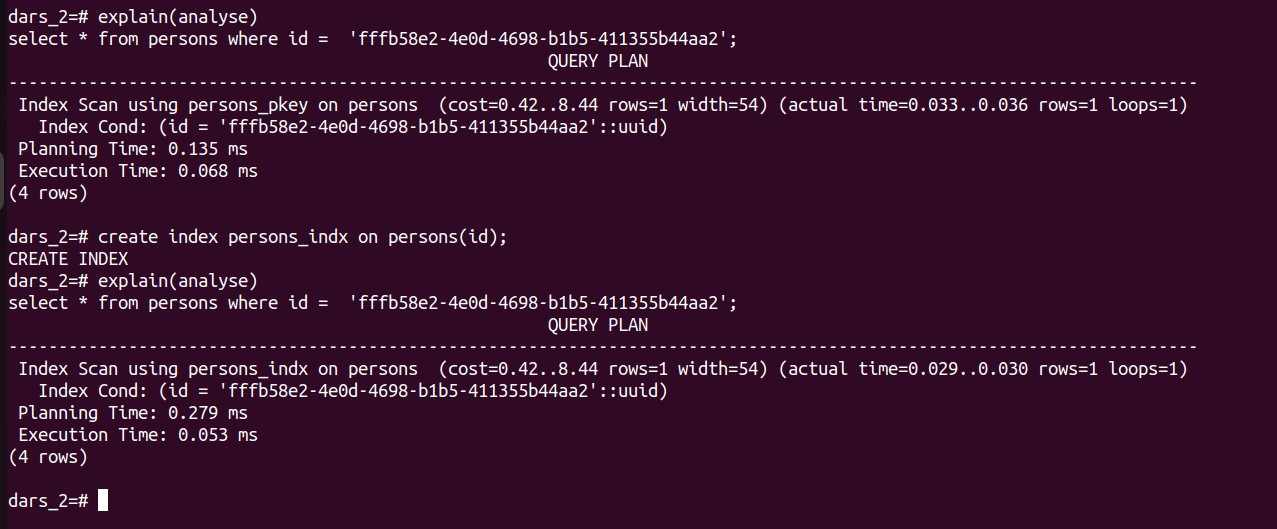 dars_2=# explain(analyse)
select * from persons where id =  'fffb58e2-4e0d-4698-b1b5-411355b44aa2';
QUERY PLAN
-----------------------------------------------------------------------------------------------------------------------
Index Scan using persons_pkey on persons  (cost=0.42..8.44 rows=1 width=54) (actual time=0.033..0.036 rows=1 loops=1)
Index Cond: (id = 'fffb58e2-4e0d-4698-b1b5-411355b44aa2'::uuid)
Planning Time: 0.135 ms
Execution Time: 0.068 ms
(4 rows)
dars_2=# create index persons_indx on persons(id);
CREATE INDEX
dars_2=# explain(analyse)
select * from persons where id =  'fffb58e2-4e0d-4698-b1b5-411355b44aa2';
QUERY PLAN
-----------------------------------------------------------------------------------------------------------------------
Index Scan using persons_indx on persons  (cost=0.42..8.44 rows=1 width=54) (actual time=0.029..0.030 rows=1 loops=1)
Index Cond: (id = 'fffb58e2-4e0d-4698-b1b5-411355b44aa2'::uuid)
Planning Time: 0.279 ms
Execution Time: 0.053 ms
(4 rows)
dars_2=#